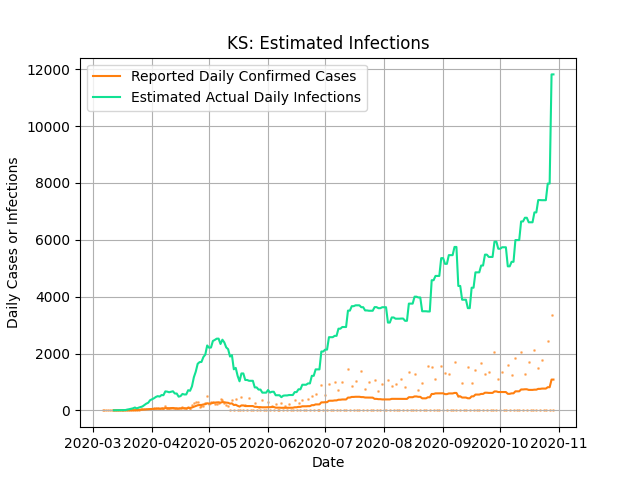 KS: Estimated Infections
Reported Daily Confirmed Cases
Estimated Actual Daily Infections
Daily Cases or Infections
12000
10000
8000
6000
4000
2000
0
2020-03 2020-04 2020-05 2020-06 2020-07 2020-08 2020-09 2020-10 2020-11
Date